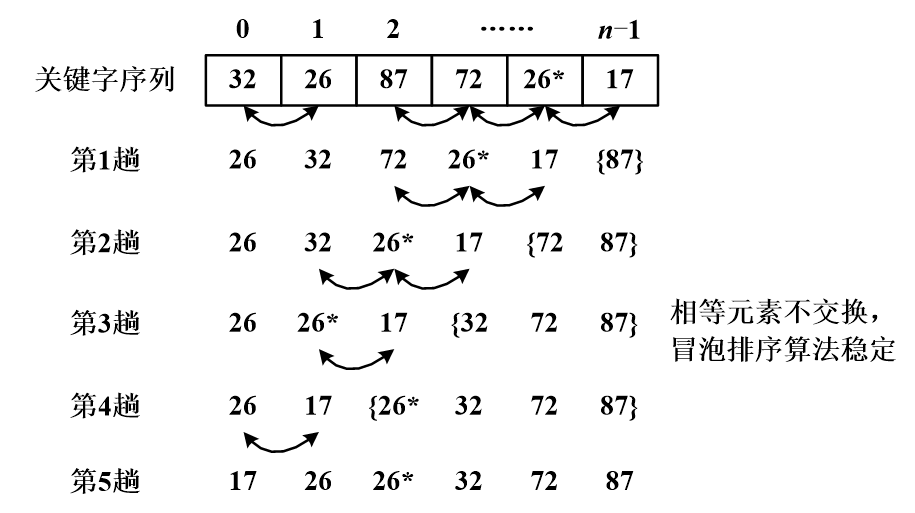 0 1 2 …… n−1
关键字序列 32 26 87 72 26* 17
第1趟 26 32 72 26* 17 {87}
第2趟 26 32 26* 17 {72 87}
第3趟 26 26* 17 {32 72 87}
相等元素不交换，
冒泡排序算法稳定
第4趟 26 17 {26* 32 72 87}
第5趟 17 26 26* 32 72 87